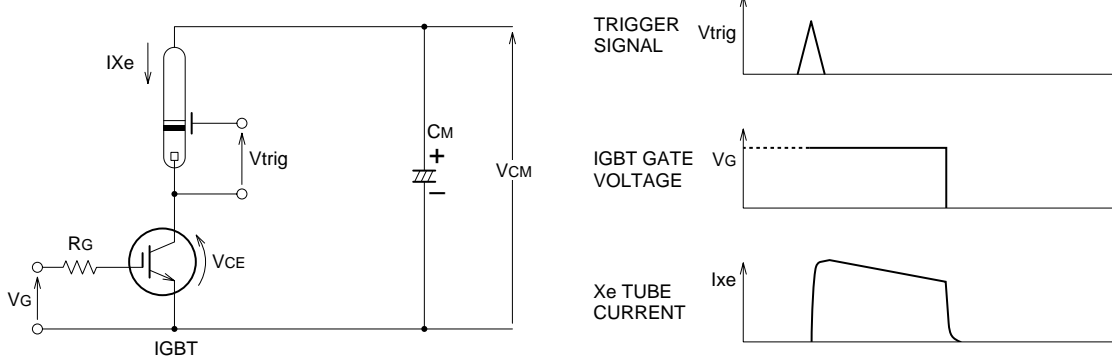 IXe
Vtrig
CM
+
−
VCM
RG
VCE
VG
IGBT
TRIGGER
SIGNAL
Vtrig
IGBT GATE
VOLTAGE
VG
Xe TUBE
CURRENT
Ixe